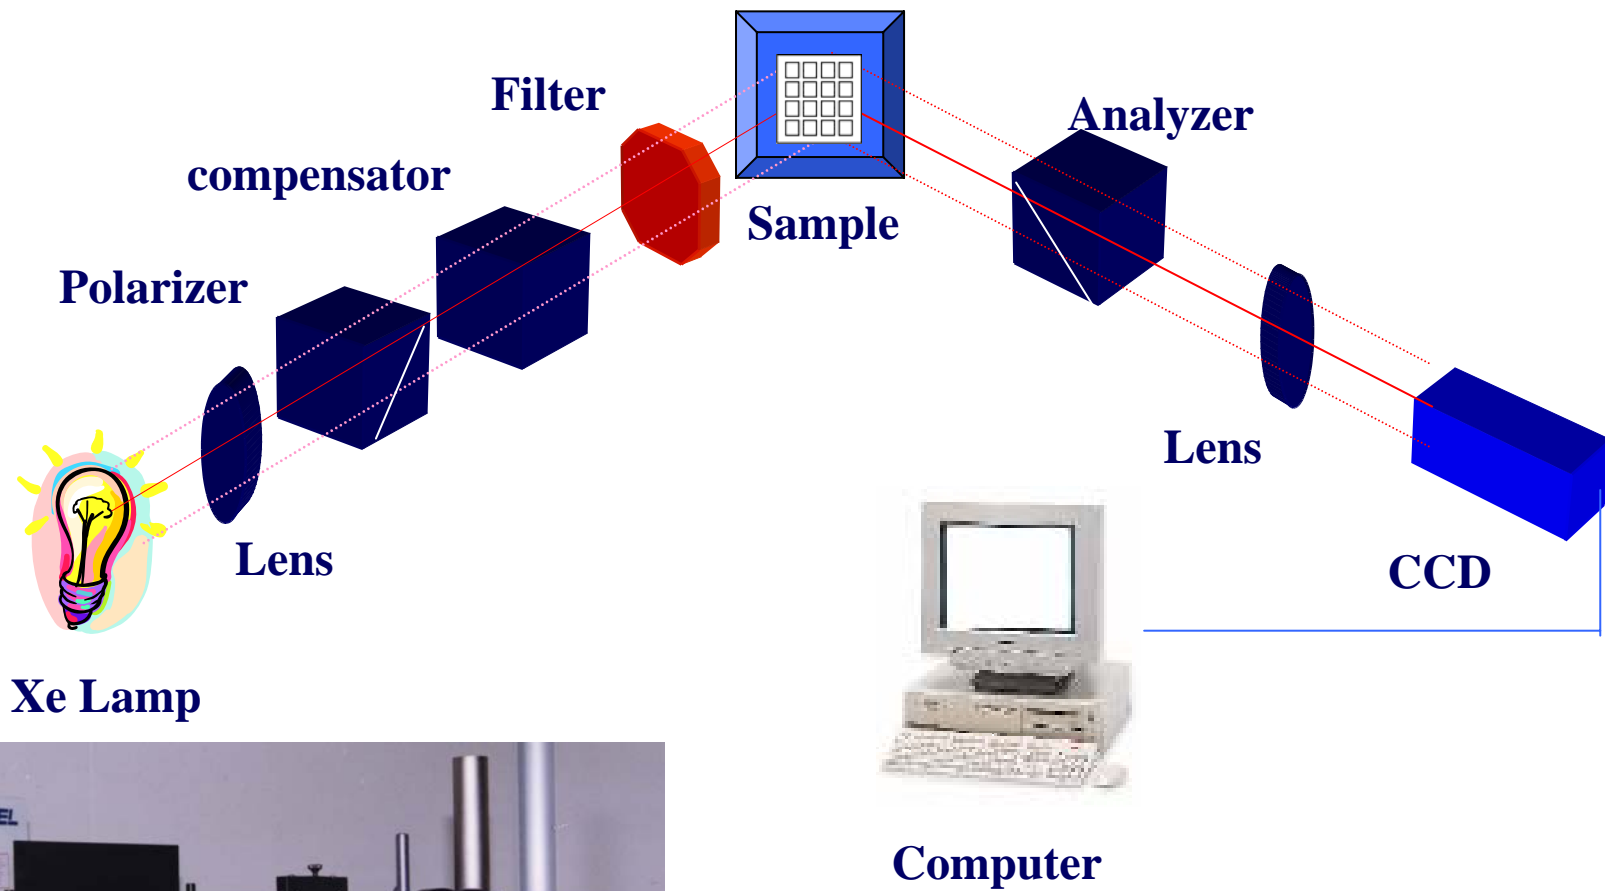 Filter
Analyzer
compensator
Sample
Polarizer
Lens
Lens
CCD
Xe Lamp
Computer